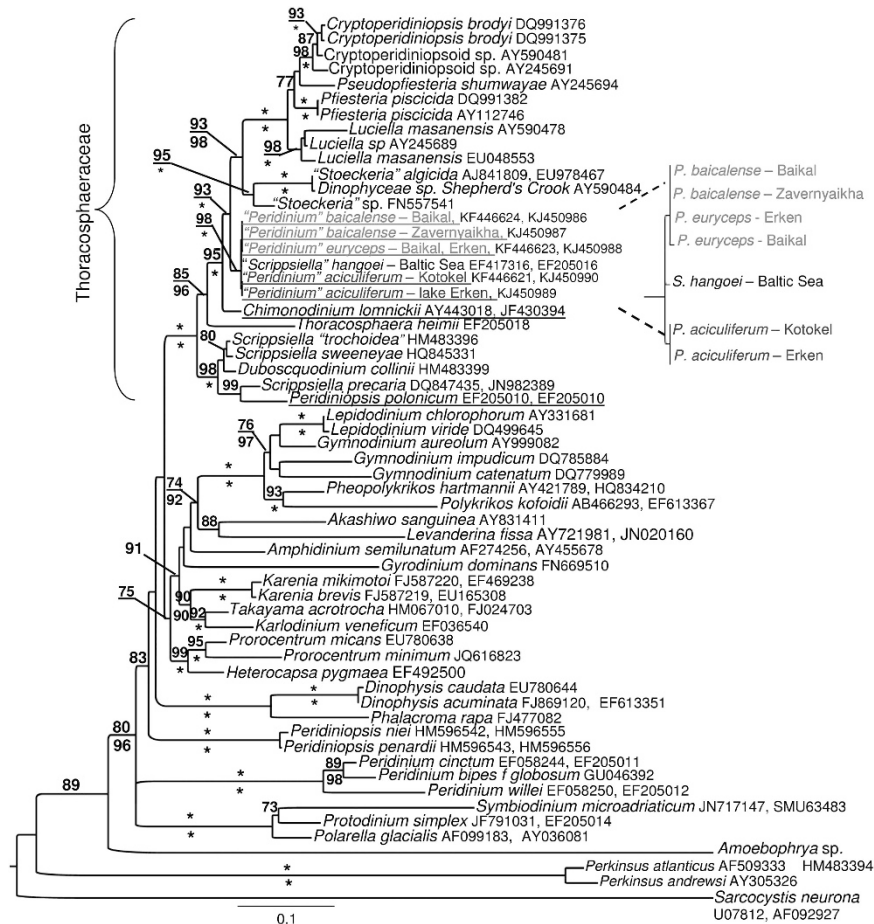 93
*
Cryptoperidiniopsis brodyi DQ991376
87
Cryptoperidiniopsis brodyi DQ991375
98
Cryptoperidiniopsoid sp. AY590481
*
Cryptoperidiniopsoid sp. AY245691
77
Pseudopfiesteria shumwayae AY245694
* *
Pfiesteria piscicida DQ991382
* *
Pfiesteria piscicida AY112746
93
98
Luciella masanensis AY590478
98
*
Luciella sp AY245689
Luciella masanensis EU048553
95
*
*
*
"Stoeckeria" algicida AJ841809, EU978467
Dinophyceae sp. Shepherd's Crook AY590484
"Stoeckeria" sp. FN557541
93
*
98
*
"Peridinium" baicalense – Baikal, KF446624, KJ450986
"Peridinium" baicalense – Zavernyaikha, KJ450987
"Peridinium" euryceps – Baikal, Erken, KF446623, KJ450988
"Scrippsiella" hangoei – Baltic Sea EF417316, EF205016
"Peridinium" aciculiferum – Kotokel KF446621, KJ450990
"Peridinium" aciculiferum – lake Erken, KJ450989
95
*
Chimonodinium lomnickii AY443018, JF430394
85
96
Thoracosphaera heimii EF205018
Thoracosphaeraceae
P. baicalense – Baikal
P. baicalense – Zavernyaikha
P. euryceps - Erken
P. euryceps - Baikal
S. hangoei – Baltic Sea
P. aciculiferum – Kotokel
P. aciculiferum – Erken
*
*
80
Scrippsiella "trochoidea" HM483396
Scrippsiella sweeneyae HQ845331
98
*
Duboscquodinium collinii HM483399
99
Scrippsiella precaria DQ847435, JN982389
Peridiniopsis polonicum EF205010, EF205010
76
97
*
*
Lepidodinium chlorophorum AY331681
Lepidodinium viride DQ499645
Gymnodinium aureolum AY999082
*
*
Gymnodinium impudicum DQ785884
Gymnodinium catenatum DQ779989
74
92
93
*
Pheopolykrikos hartmannii AY421789, HQ834210
Polykrikos kofoidii AB466293, EF613367
88
Akashiwo sanguinea AY831411
Levanderina fissa AY721981, JN020160
91
Amphidinium semilunatum AF274256, AY455678
Gyrodinium dominans FN669510
75
*
*
Karenia mikimotoi FJ587220, EF469238
90
Karenia brevis FJ587219, EU165308
90
92
*
Takayama acrotrocha HM067010, FJ024703
Karlodinium veneficum EF036540
95
*
Prorocentrum micans EU780638
99
*
Prorocentrum minimum JQ616823
Heterocapsa pygmaea EF492500
83
*
*
Dinophysis caudata EU780644
*
*
Dinophysis acuminata FJ869120, EF613351
Phalacroma rapa FJ477082
80
96
*
*
Peridiniopsis niei HM596542, HM596555
Peridiniopsis penardii HM596543, HM596556
89
98
Peridinium cinctum EF058244, EF205011
*
*
Peridinium bipes f globosum GU046392
Peridinium willei EF058250, EF205012
89
73
Symbiodinium microadriaticum JN717147, SMU63483
*
*
Protodinium simplex JF791031, EF205014
Polarella glacialis AF099183, AY036081
Amoebophrya sp.
*
*
Perkinsus atlanticus AF509333 HM483394
Perkinsus andrewsi AY305326
Sarcocystis neurona
U07812, AF092927
0.1